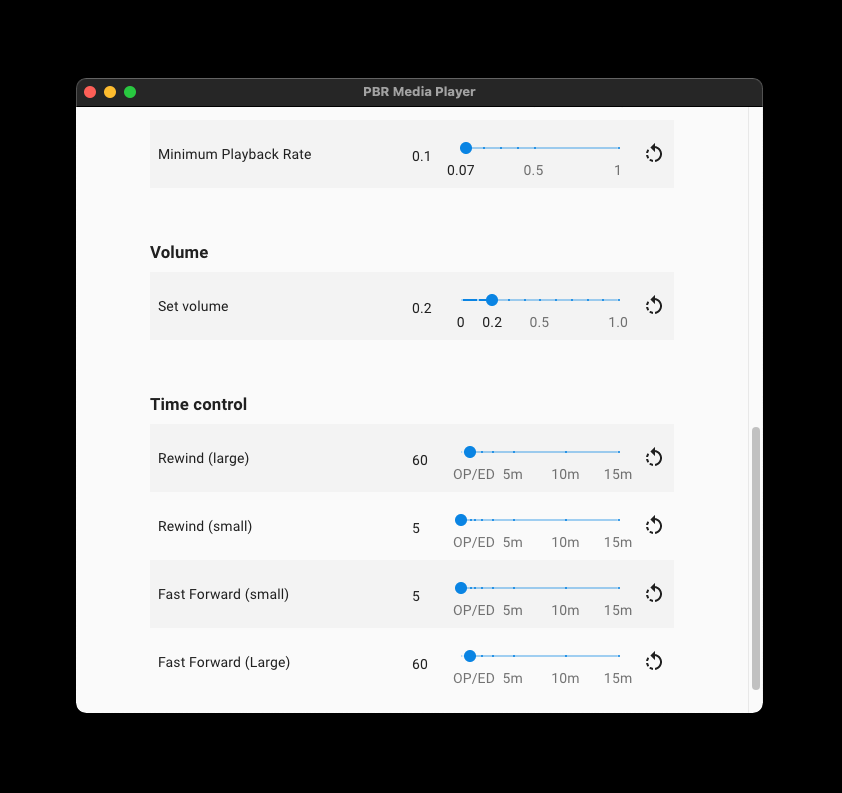 PBR Media Player
Minimum Playback Rate 0.1
0.07 0.5 1
Volume
Set volume 0.2
0 0.2 0.5 1.0
Time control
Rewind (large) 60
OP/ED 5m 10m 15m
Rewind (small) 5
OP/ED 5m 10m 15m
Fast Forward (small) 5
OP/ED 5m 10m 15m
Fast Forward (Large) 60
OP/ED 5m 10m 15m